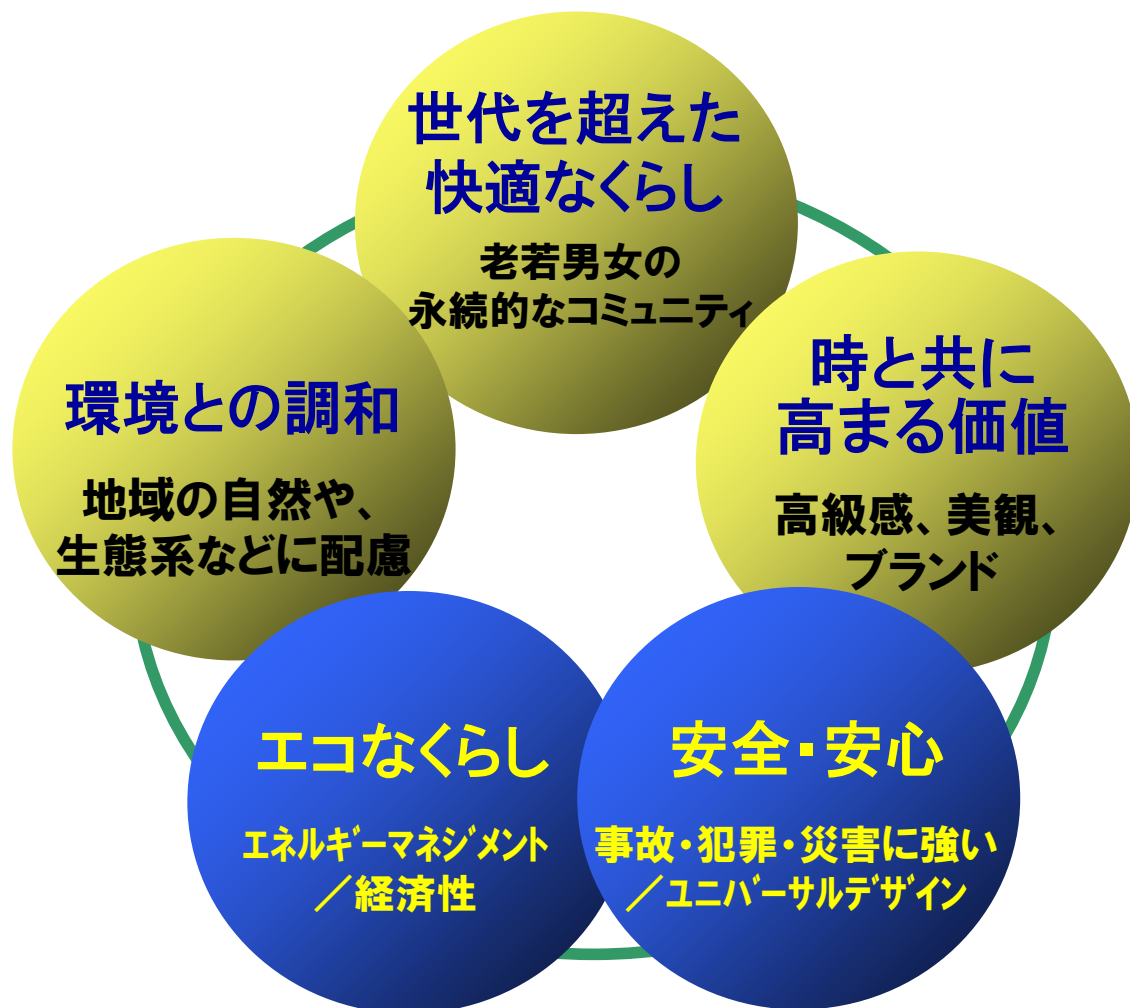 世代を超えた
快適なくらし
老若男女の
永続的なコミュニティ
環境との調和
地域の自然や、
生態系などに配慮
時と共に
高まる価値
高級感、美観、
ブランド
エコなくらし
エネルギーマネジメント
／経済性
安全・安心
事故・犯罪・災害に強い
／ユニバーサルデザイン